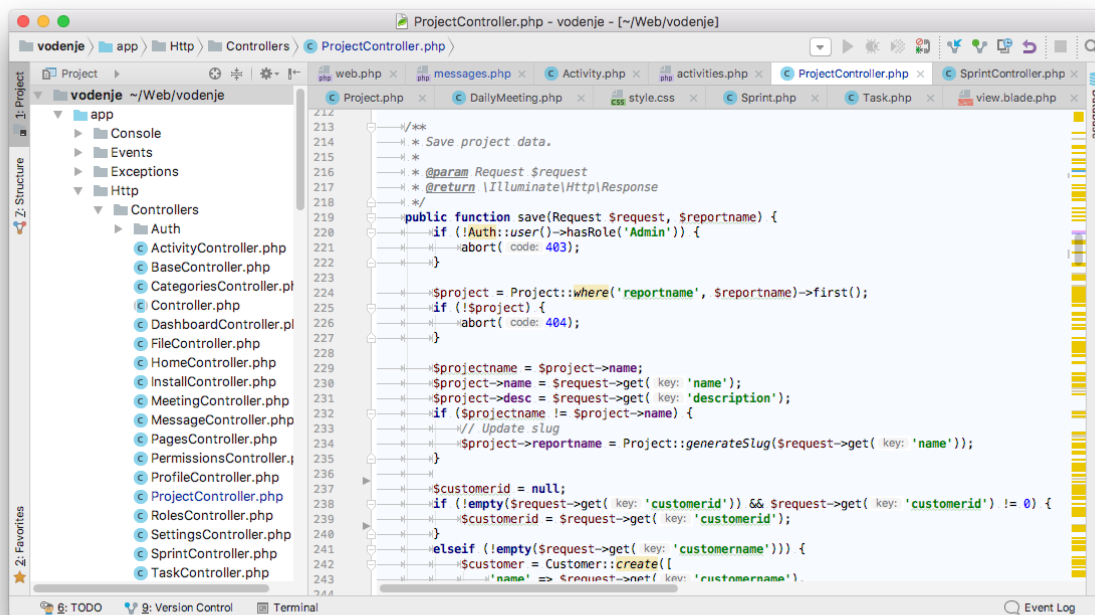 ProjectController.php - vodenje - [~/Web/vodenje]
vodenje app Http Controllers ProjectController.php
1: Project
Z: Structure
2: Favorites
Project
vodenje ~/Web/vodenje
app
Console
Events
Exceptions
Http
Controllers
Auth
ActivityController.php
BaseController.php
CategoriesController.ph
Controller.php
DashboardController.pl
FileController.php
HomeController.php
InstallController.php
MeetingController.php
MessageController.php
PagesController.php
PermissionsController.p
ProfileController.php
ProjectController.php
RolesController.php
SettingsController.php
SprintController.php
TaskController.php
web.php messages.php Activity.php activities.php ProjectController.php SprintController.php
Project.php DailyMeeting.php style.css Sprint.php Task.php view.blade.php
212
213 /**
214 * Save project data.
215 *
216 * @param Request $request
217 * @return \Illuminate\Http\Response
218 */
219 public function save(Request $request, $reportname) {
220 if (!Auth::user()->hasRole('Admin')) {
221 abort( code: 403);
222 }
223
224 $project = Project::where('reportname', $reportname)->first();
225 if (!$project) {
226 abort( code: 404);
227 }
228
229 $projectname = $project->name;
230 $project->name = $request->get( key: 'name');
231 $project->desc = $request->get( key: 'description');
232 if ($projectname != $project->name) {
233 // Update slug
234 $project->reportname = Project::generateSlug($request->get( key: 'name'));
235 }
236
237 $customerid = null;
238 if (!empty($request->get( key: 'customerid')) && $request->get( key: 'customerid') != 0) {
239 $customerid = $request->get( key: 'customerid');
240 }
241 elseif (!empty($request->get( key: 'customername'))) {
242 $customer = Customer::create([
243 'name' => $request->get( key: 'customername'),
244
6: TODO 9: Version Control Terminal Event Log